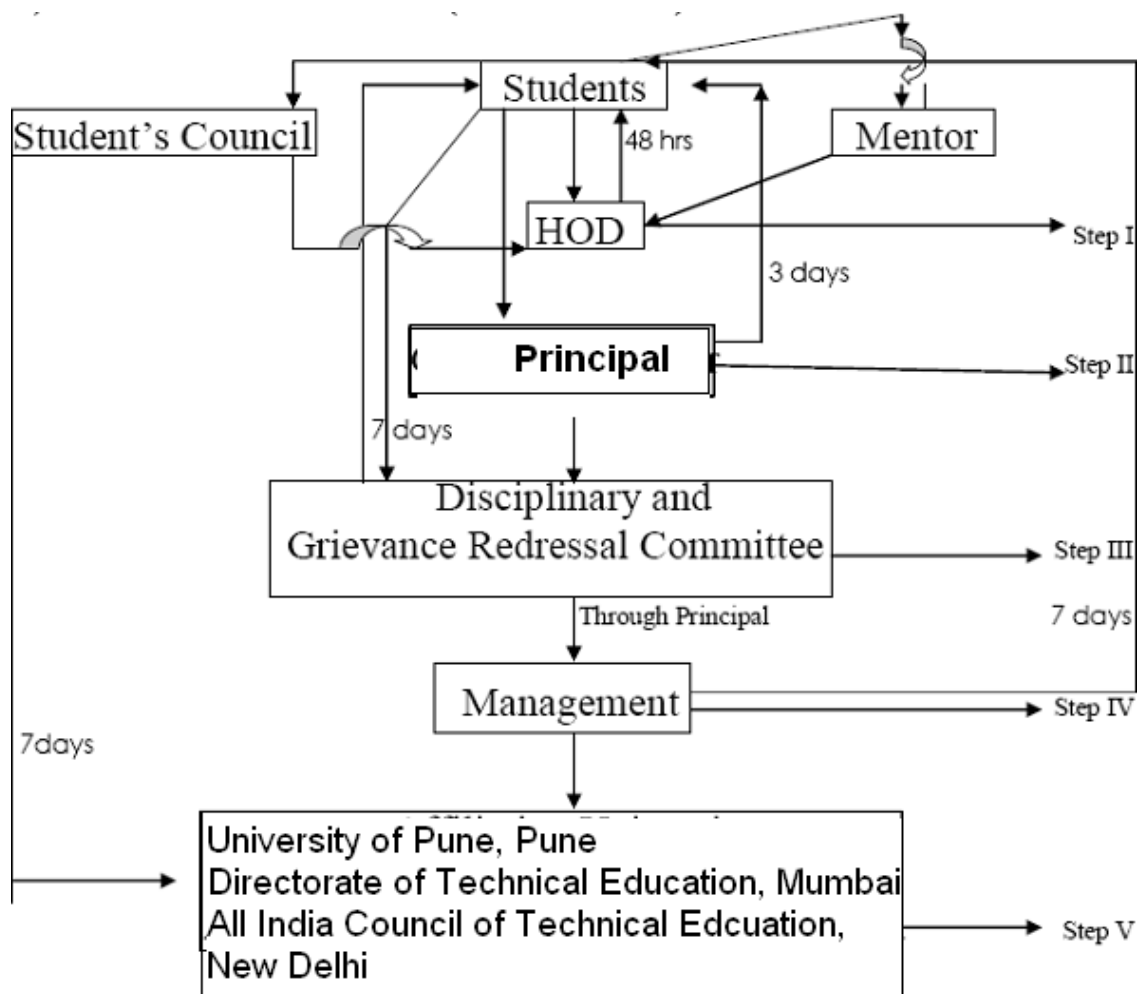 Students
Student's Council
48 hrs
Mentor
HOD
Step I
3 days
Principal
Step II
7 days
Disciplinary and
Grievance Redressal Committee
Step III
Through Principal
7 days
Management
Step IV
7days
University of Pune, Pune
Directorate of Technical Education, Mumbai
All India Council of Technical Edcuation,
New Delhi
Step V